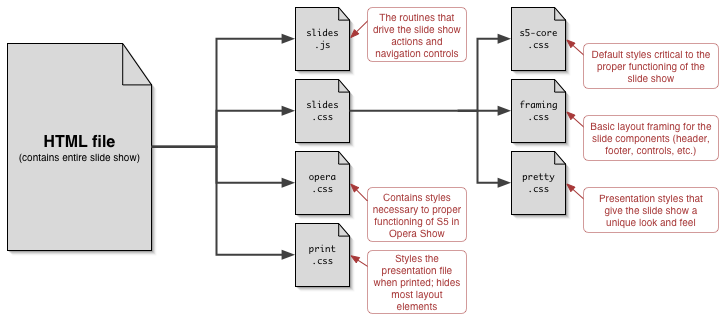 HTML file
(contains entire slide show)
slides
.js
The routines that
drive the slide show
actions and
navigation controls
slides
.css
opera
.css
Contains styles
necessary to proper
functioning of S5 in
Opera Show
print
.css
Styles the
presentation file
when printed; hides
most layout
elements
s5-core
.css
Default styles critical to the
proper functioning of the
slide show
framing
.css
Basic layout framing for the
slide components (header,
footer, controls, etc.)
pretty
.css
Presentation styles that
give the slide show a
unique look and feel